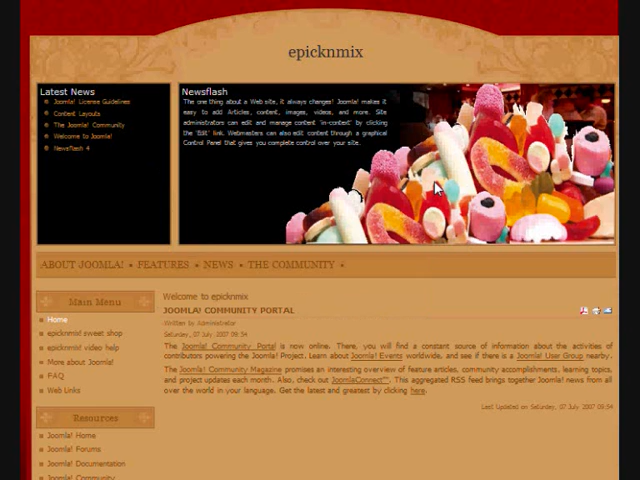 epicknmix
Latest News
Joomla! License Guidelines
Content Layouts
The Joomla! Community
Welcome to Joomla!
Newsflash 4
Newsflash
The one thing about a Web site, it always changes! Joomla! makes it
easy to add Articles, content, images, videos, and more. Site
administrators can edit and manage content 'in-context' by clicking
the 'Edit' link. Webmasters can also edit content through a graphical
Control Panel that gives you complete control over your site.
ABOUT JOOMLA! • FEATURES • NEWS • THE COMMUNITY •
Main Menu
Home
epicknmix! sweet shop
epicknmix! video help
More about Joomla!
FAQ
Web Links
Resources
Joomla! Home
Joomla! Forums
Joomla! Documentation
Joomla! Community
Welcome to epicknmix
JOOMLA! COMMUNITY PORTAL
Written by Administrator
Saturday, 07 July 2007 09:54
The Joomla! Community Portal is now online. There, you will find a constant source of information about the activities of
contributors powering the Joomla! Project. Learn about Joomla! Events worldwide, and see if there is a Joomla! User Group nearby.
The Joomla! Community Magazine promises an interesting overview of feature articles, community accomplishments, learning topics,
and project updates each month. Also, check out JoomlaConnect™. This aggregated RSS feed brings together Joomla! news from all
over the world in your language. Get the latest and greatest by clicking here.
Last Updated on Saturday, 07 July 2007 09:54